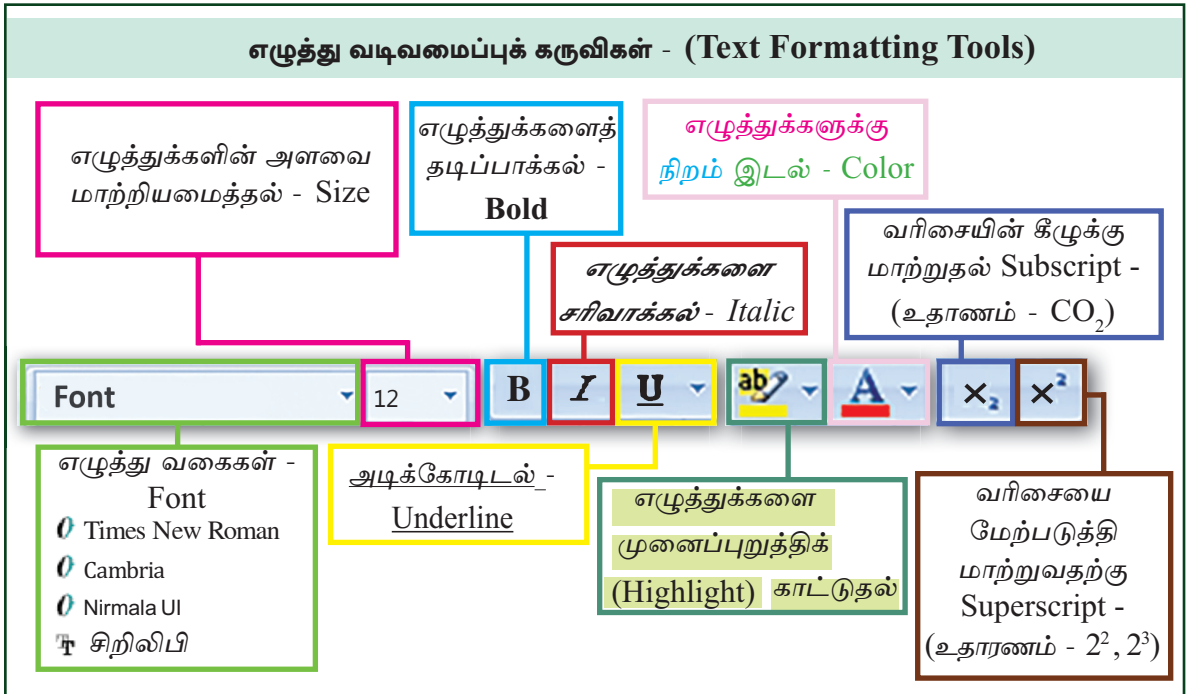 எழுத்து வடிவமைப்புக் கருவிகள் - (Text Formatting Tools)
எழுத்துக்களின் அளவை
மாற்றியமைத்தல் - Size
எழுத்துக்களைத்
தடிப்பாக்கல் -
Bold
எழுத்துக்களுக்கு
நிறம் இடல் - Color
எழுத்துக்களை
சரிவாக்கல் - Italic
வரிசையின் கீழுக்கு
மாற்றுதல் Subscript -
(உதாணம் - CO₂)
Font 12 B I U ab A ×₂ ×²
எழுத்து வகைகள் -
Font
Times New Roman
Cambria
Nirmala UI
சிறிலிபி
அடிக்கோடிடல் -
Underline
எழுத்துக்களை
முனைப்புறுத்திக்
(Highlight) காட்டுதல்
வரிசையை
மேற்படுத்தி
மாற்றுவதற்கு
Superscript -
(உதாரணம் - 2², 2³)